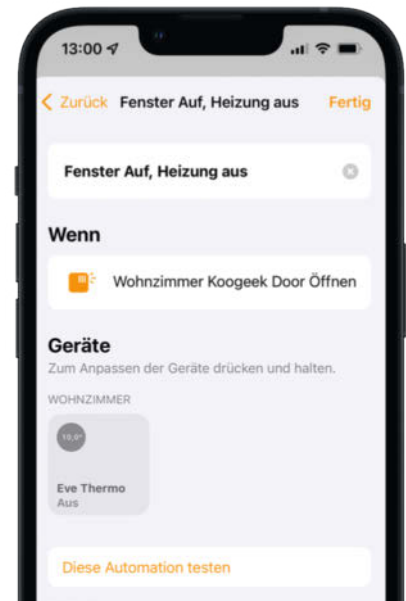 13:00
Zurück Fenster Auf, Heizung aus Fertig
Fenster Auf, Heizung aus
Wenn
Wohnzimmer Koogeek Door Öffnen
Geräte
Zum Anpassen der Geräte drücken und halten.
WOHNZIMMER
19,9°
Eve Thermo
Aus
Diese Automation testen